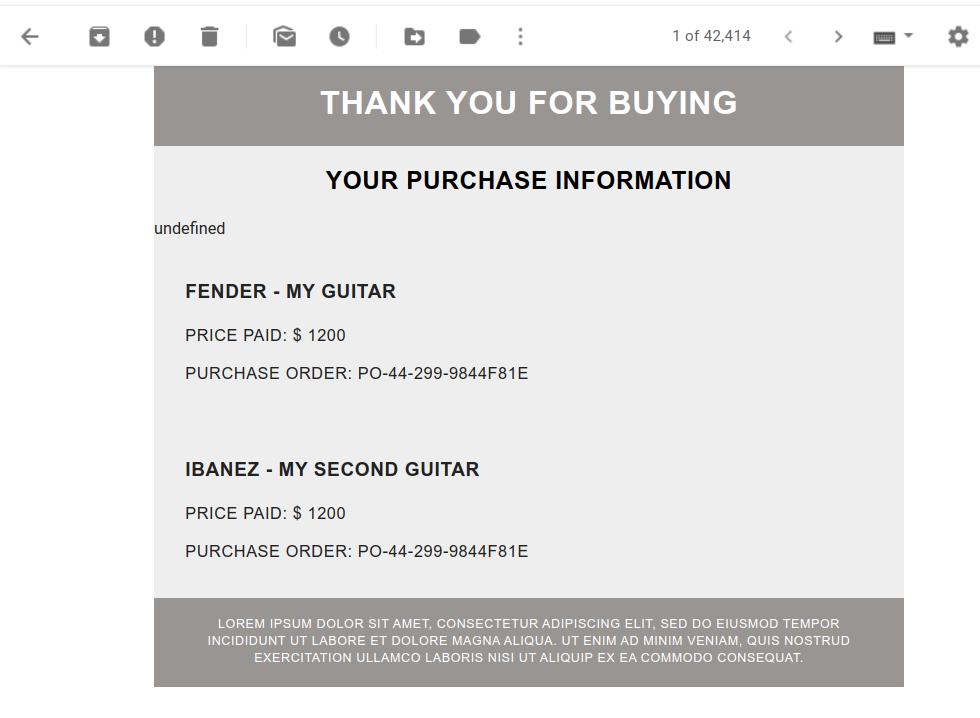 1 of 42,414
THANK YOU FOR BUYING
YOUR PURCHASE INFORMATION
undefined
FENDER - MY GUITAR
PRICE PAID: $ 1200
PURCHASE ORDER: PO-44-299-9844F81E
IBANEZ - MY SECOND GUITAR
PRICE PAID: $ 1200
PURCHASE ORDER: PO-44-299-9844F81E
LOREM IPSUM DOLOR SIT AMET, CONSECTETUR ADIPISCING ELIT, SED DO EIUSMOD TEMPOR
INCIDIDUNT UT LABORE ET DOLORE MAGNA ALIQUA. UT ENIM AD MINIM VENIAM, QUIS NOSTRUD
EXERCITATION ULLAMCO LABORIS NISI UT ALIQUIP EX EA COMMODO CONSEQUAT.